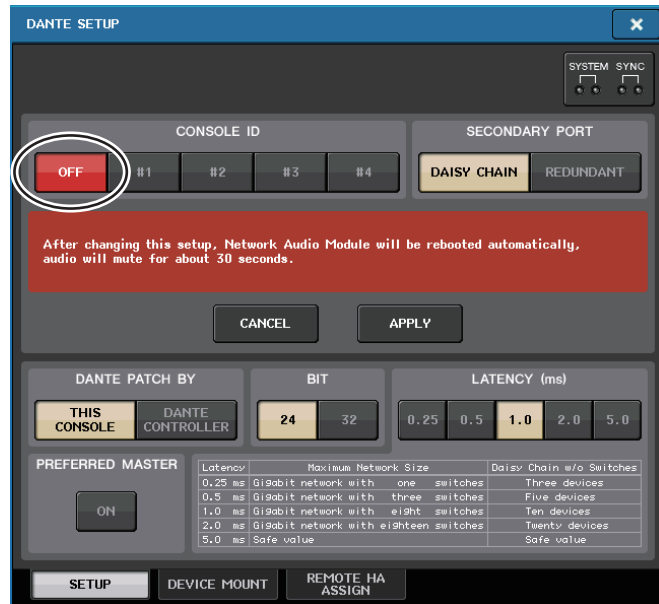 DANTE SETUP
SYSTEM SYNC
CONSOLE ID
SECONDARY PORT
OFF #1 #2 #3 #4 DAISY CHAIN REDUNDANT
After changing this setup, Network Audio Module will be rebooted automatically,
audio will mute for about 30 seconds.
CANCEL APPLY
DANTE PATCH BY
BIT
LATENCY (ms)
THIS CONSOLE DANTE CONTROLLER 24 32 0.25 0.5 1.0 2.0 5.0
PREFERRED MASTER
ON
Latency Maximum Network Size Daisy Chain w/o Switches
0.25 ms Gigabit network with one switches Three devices
0.5 ms Gigabit network with three switches Five devices
1.0 ms Gigabit network with eight switches Ten devices
2.0 ms Gigabit network with eighteen switches Twenty devices
5.0 ms Safe value Safe value
SETUP DEVICE MOUNT REMOTE HA ASSIGN